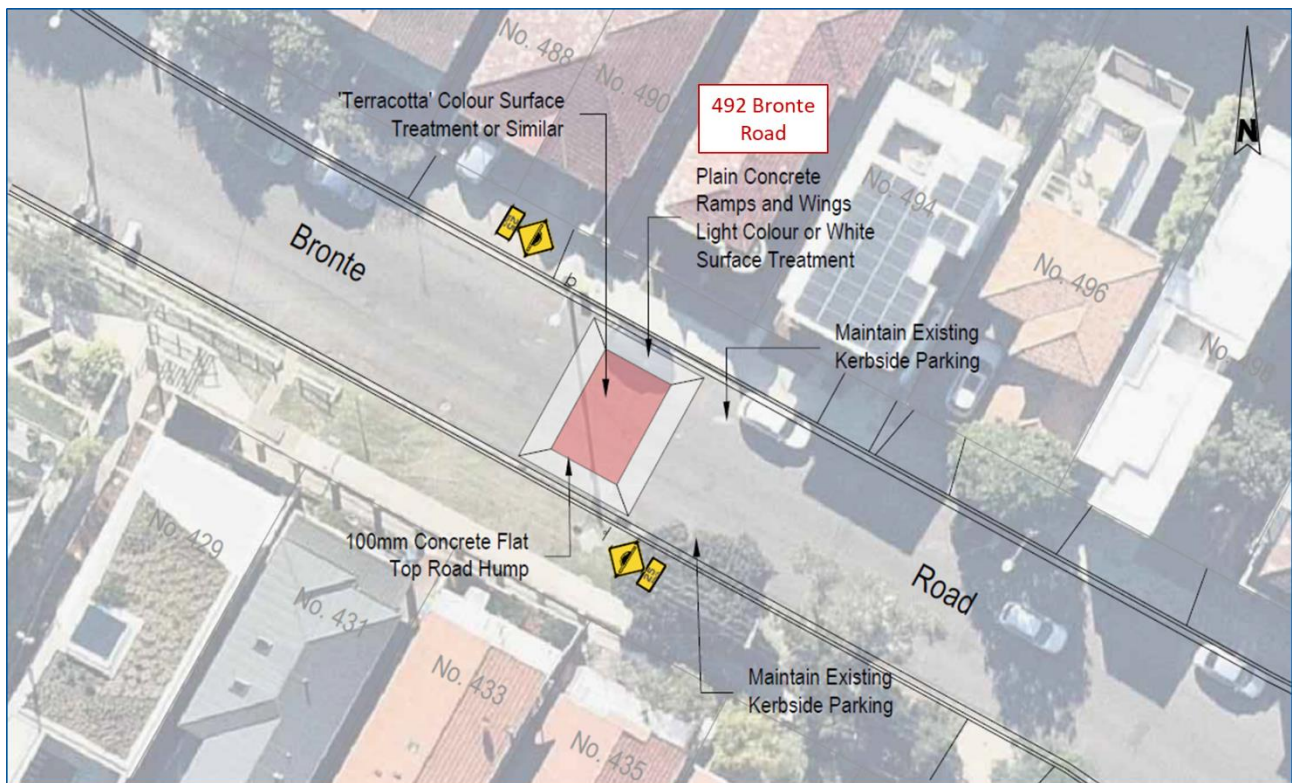 No. 488
No. 490
'Terracotta' Colour Surface
Treatment or Similar
492 Bronte
Road
Plain Concrete
Ramps and Wings
Light Colour or White
Surface Treatment
N
No. 494
No. 496
No. 498
Bronte
Maintain Existing
Kerbside Parking
100mm Concrete Flat
Top Road Hump
Road
No. 429
No. 431
No. 433
No. 435
Maintain Existing
Kerbside Parking